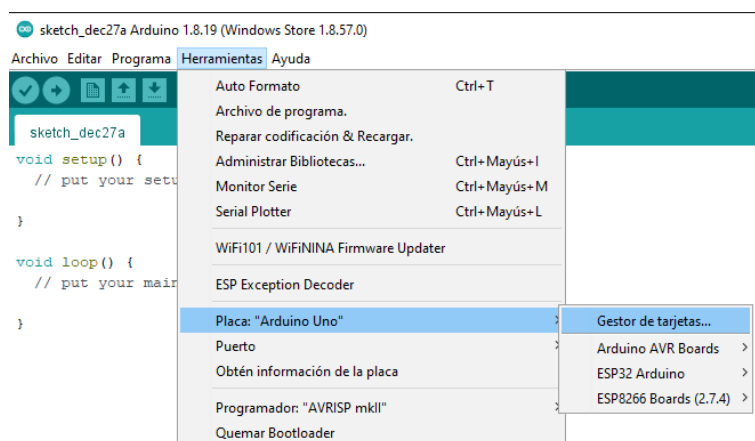 sketch_dec27a Arduino 1.8.19 (Windows Store 1.8.57.0)
Archivo Editar Programa Herramientas Ayuda
sketch_dec27a
void setup() {
// put your setu
}
void loop() {
// put your main
}
Auto Formato Ctrl+T
Archivo de programa.
Reparar codificación & Recargar.
Administrar Bibliotecas... Ctrl+Mayús+I
Monitor Serie Ctrl+Mayús+M
Serial Plotter Ctrl+Mayús+L
WiFi101 / WiFiNINA Firmware Updater
ESP Exception Decoder
Placa: "Arduino Uno"
Puerto
Obtén información de la placa
Programador: "AVRISP mkII"
Quemar Bootloader
Gestor de tarjetas...
Arduino AVR Boards
ESP32 Arduino
ESP8266 Boards (2.7.4)